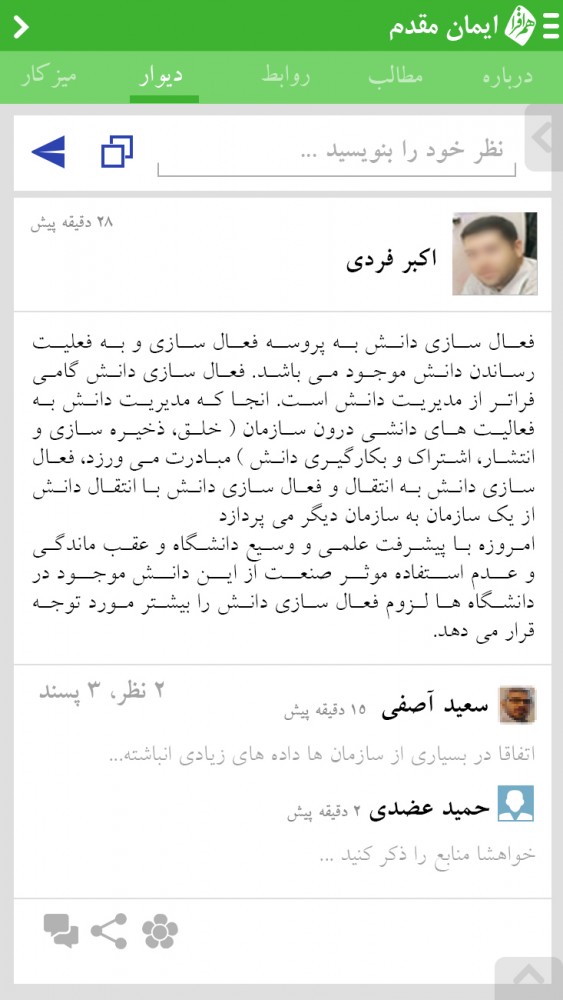 ایمان مقدم
درباره
مطالب
روابط
دیوار
میز کار
نظر خود را بنویسید ...
اکبر فردی
۲۸ دقیقه پیش
فعال سازی دانش به پروسه فعال سازی و به فعلیت
رساندن دانش موجود می باشد. فعال سازی دانش گامی
فراتر از مدیریت دانش است. انجا که مدیریت دانش به
فعالیت های دانشی درون سازمان ( خلق، ذخیره سازی و
انتشار، اشتراک و بکارگیری دانش ) مبادرت می ورزد، فعال
سازی دانش به انتقال و فعال سازی دانش با انتقال دانش
از یک سازمان به سازمان دیگر می پردازد
امروزه با پیشرفت علمی و وسیع دانشگاه و عقب ماندگی
و عدم استفاده موثر صنعت از این دانش موجود در
دانشگاه ها لزوم فعال سازی دانش را بیشتر مورد توجه
قرار می دهد.
۲ نظر، ۳ پسند
سعید آصفی
۱۵ دقیقه پیش
اتفاقا در بسیاری از سازمان ها داده های زیادی انباشته...
حمید عضدی
۲ دقیقه پیش
خواهشا منابع را ذکر کنید ...